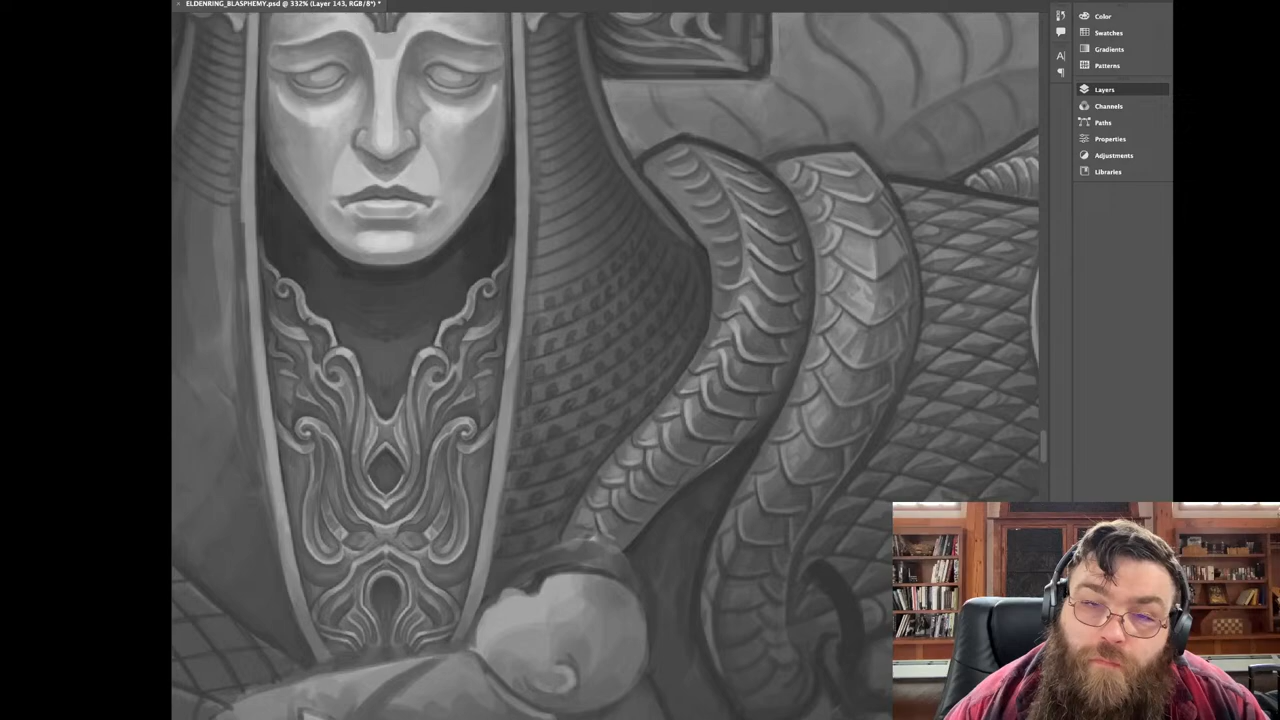 ELDENRING_BLASPHEMY.psd @ 332% (Layer 143, RGB/8*) *
Color
Swatches
Gradients
Patterns
Layers
Channels
Paths
Properties
Adjustments
Libraries